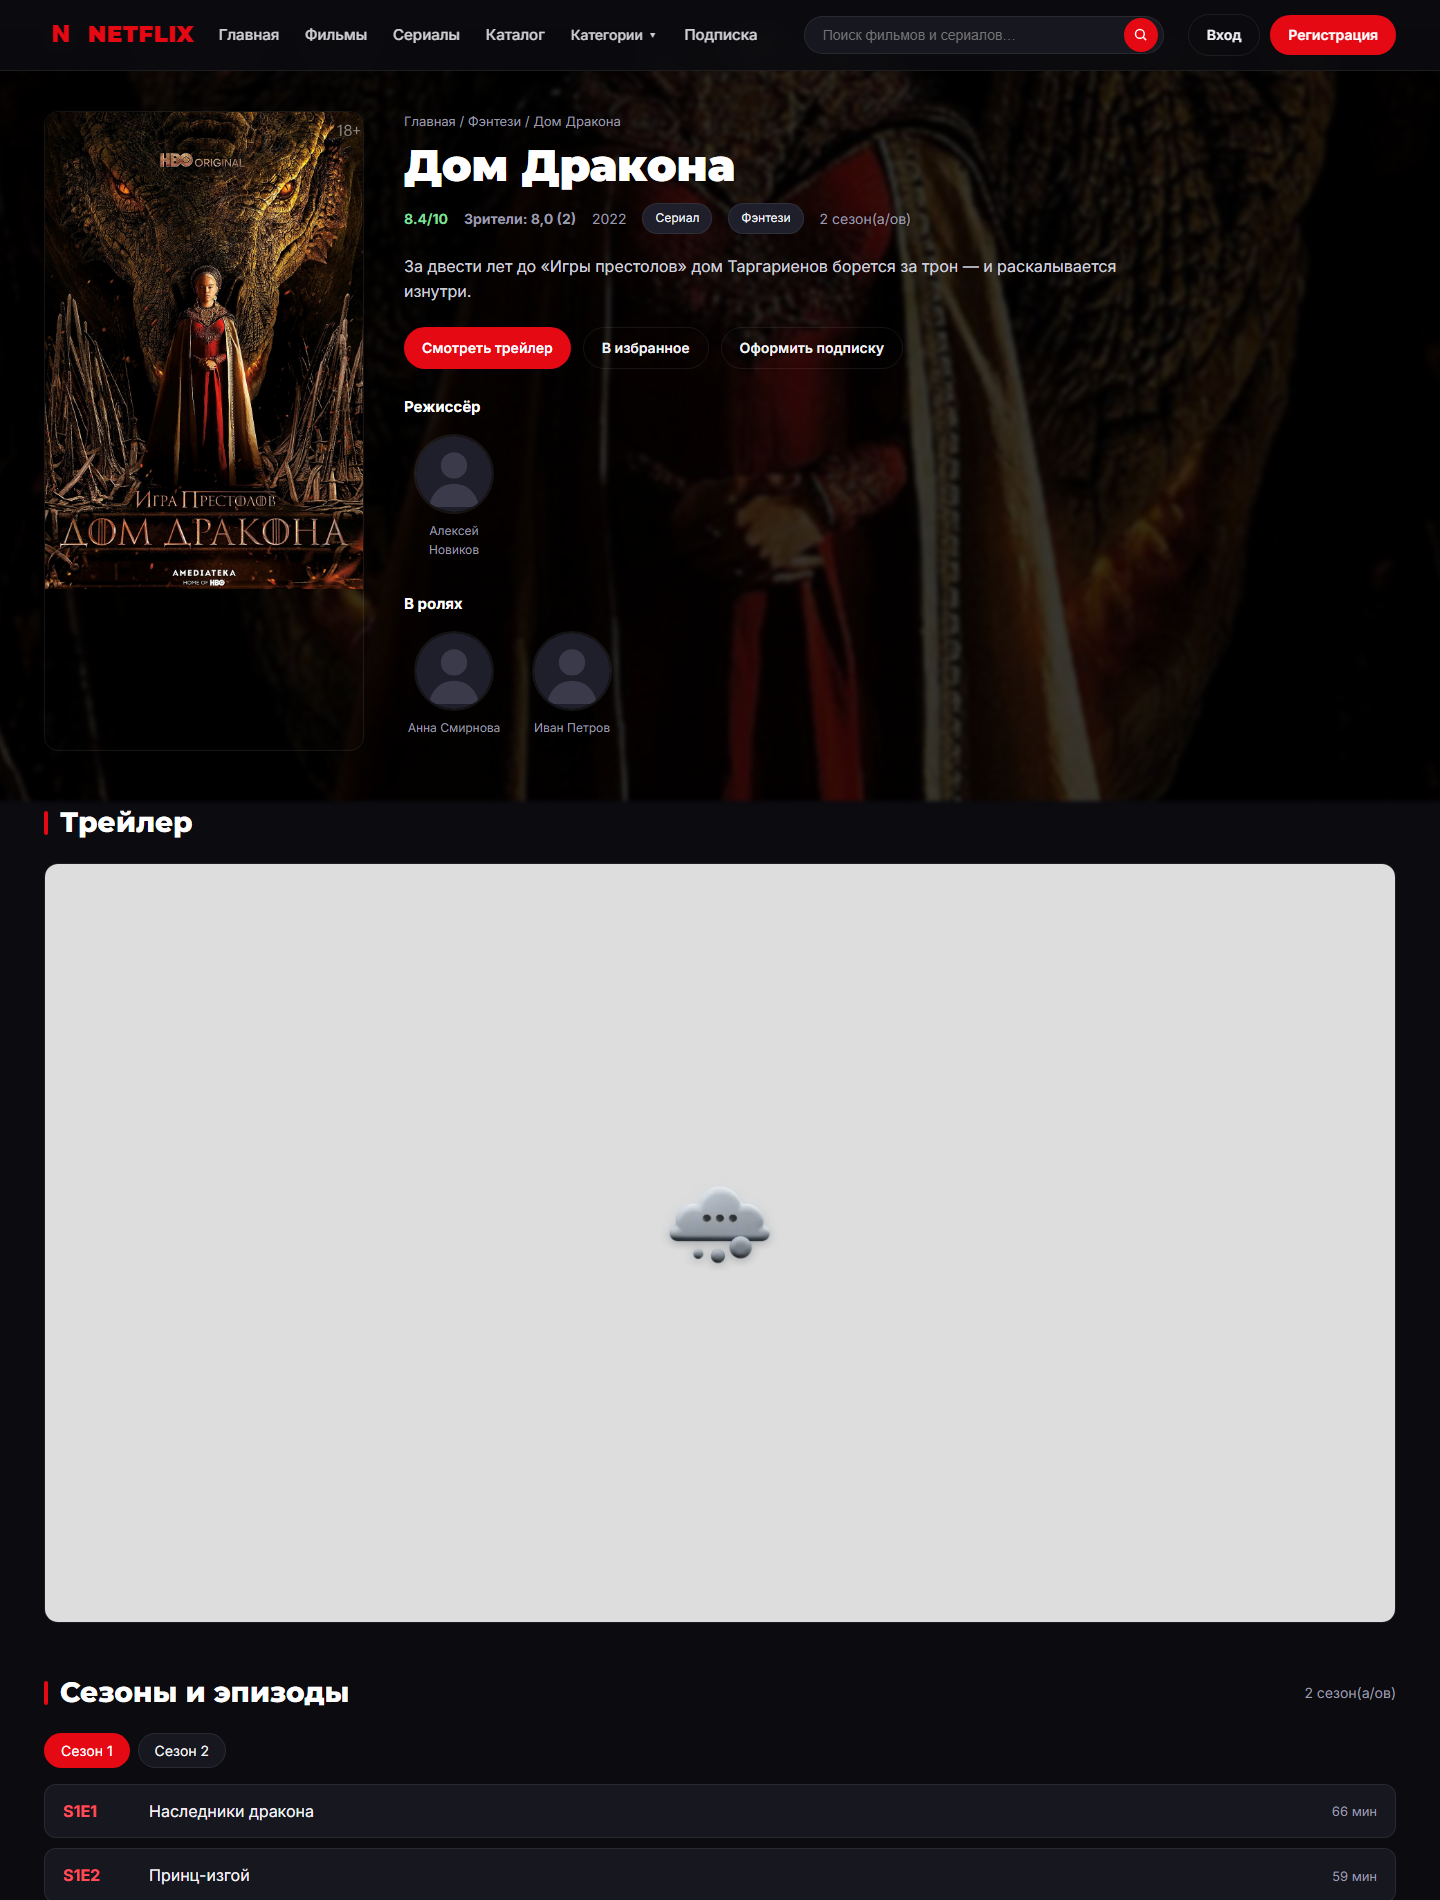 N NETFLIX Главная Фильмы Сериалы Каталог Категории ▼ Подписка Поиск фильмов и сериалов... Вход Регистрация
18+
HBO ORIGINAL
ИГРА ПРЕСТОЛОВ
ДОМ ДРАКОНА
AMEDIATEKA
HOME OF HBO
Главная / Фэнтези / Дом Дракона
Дом Дракона
8.4/10 Зрители: 8,0 (2) 2022 Сериал Фэнтези 2 сезон(а/ов)
За двести лет до «Игры престолов» дом Таргариенов борется за трон — и раскалывается
изнутри.
Смотреть трейлер В избранное Оформить подписку
Режиссёр
Алексей
Новиков
В ролях
Анна Смирнова Иван Петров
Трейлер
Сезоны и эпизоды 2 сезон(а/ов)
Сезон 1 Сезон 2
S1E1 Наследники дракона 66 мин
S1E2 Принц-изгой 59 мин